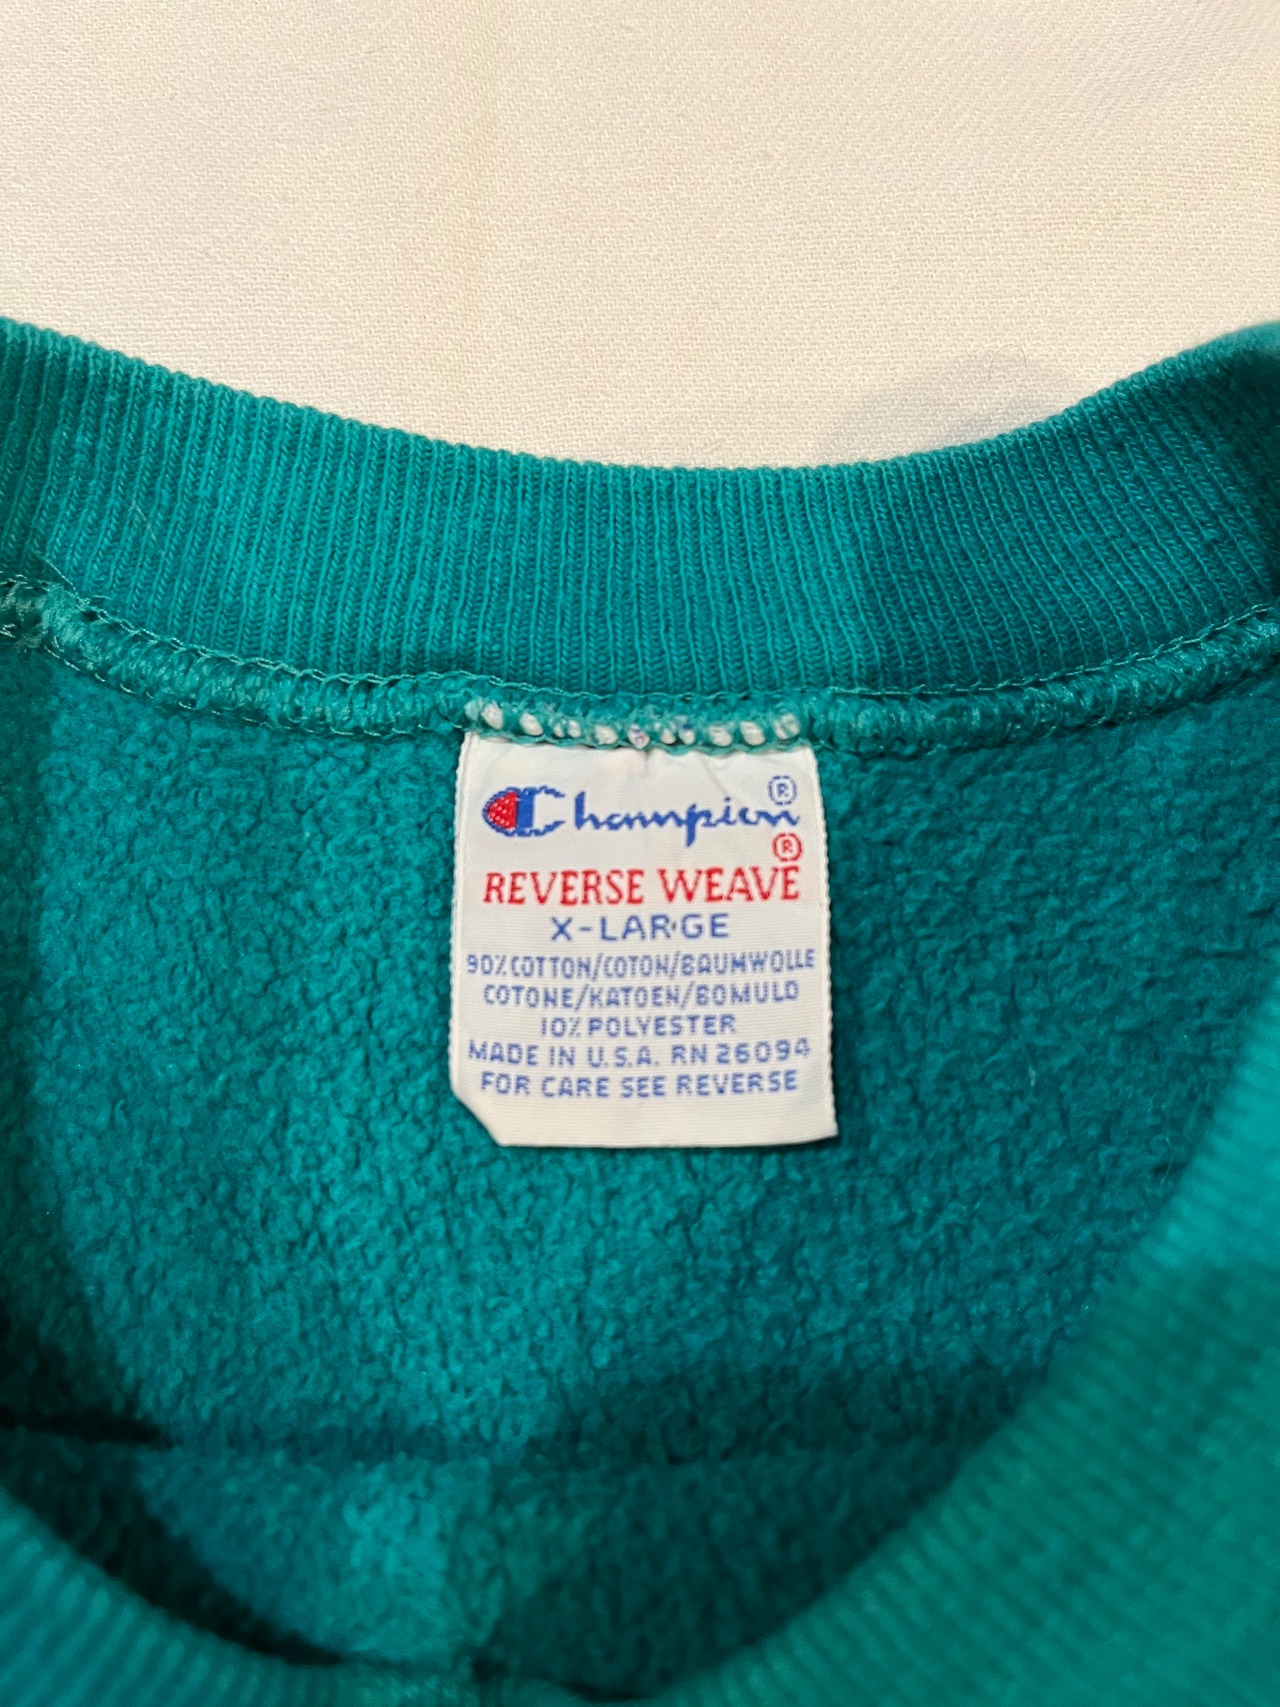 Champion®
REVERSE WEAVE®
X-LARGE
90% COTTON/COTON/BAUMWOLLE
COTONE/KATOEN/BOMULD
10% POLYESTER
MADE IN U.S.A. RN 26094
FOR CARE SEE REVERSE